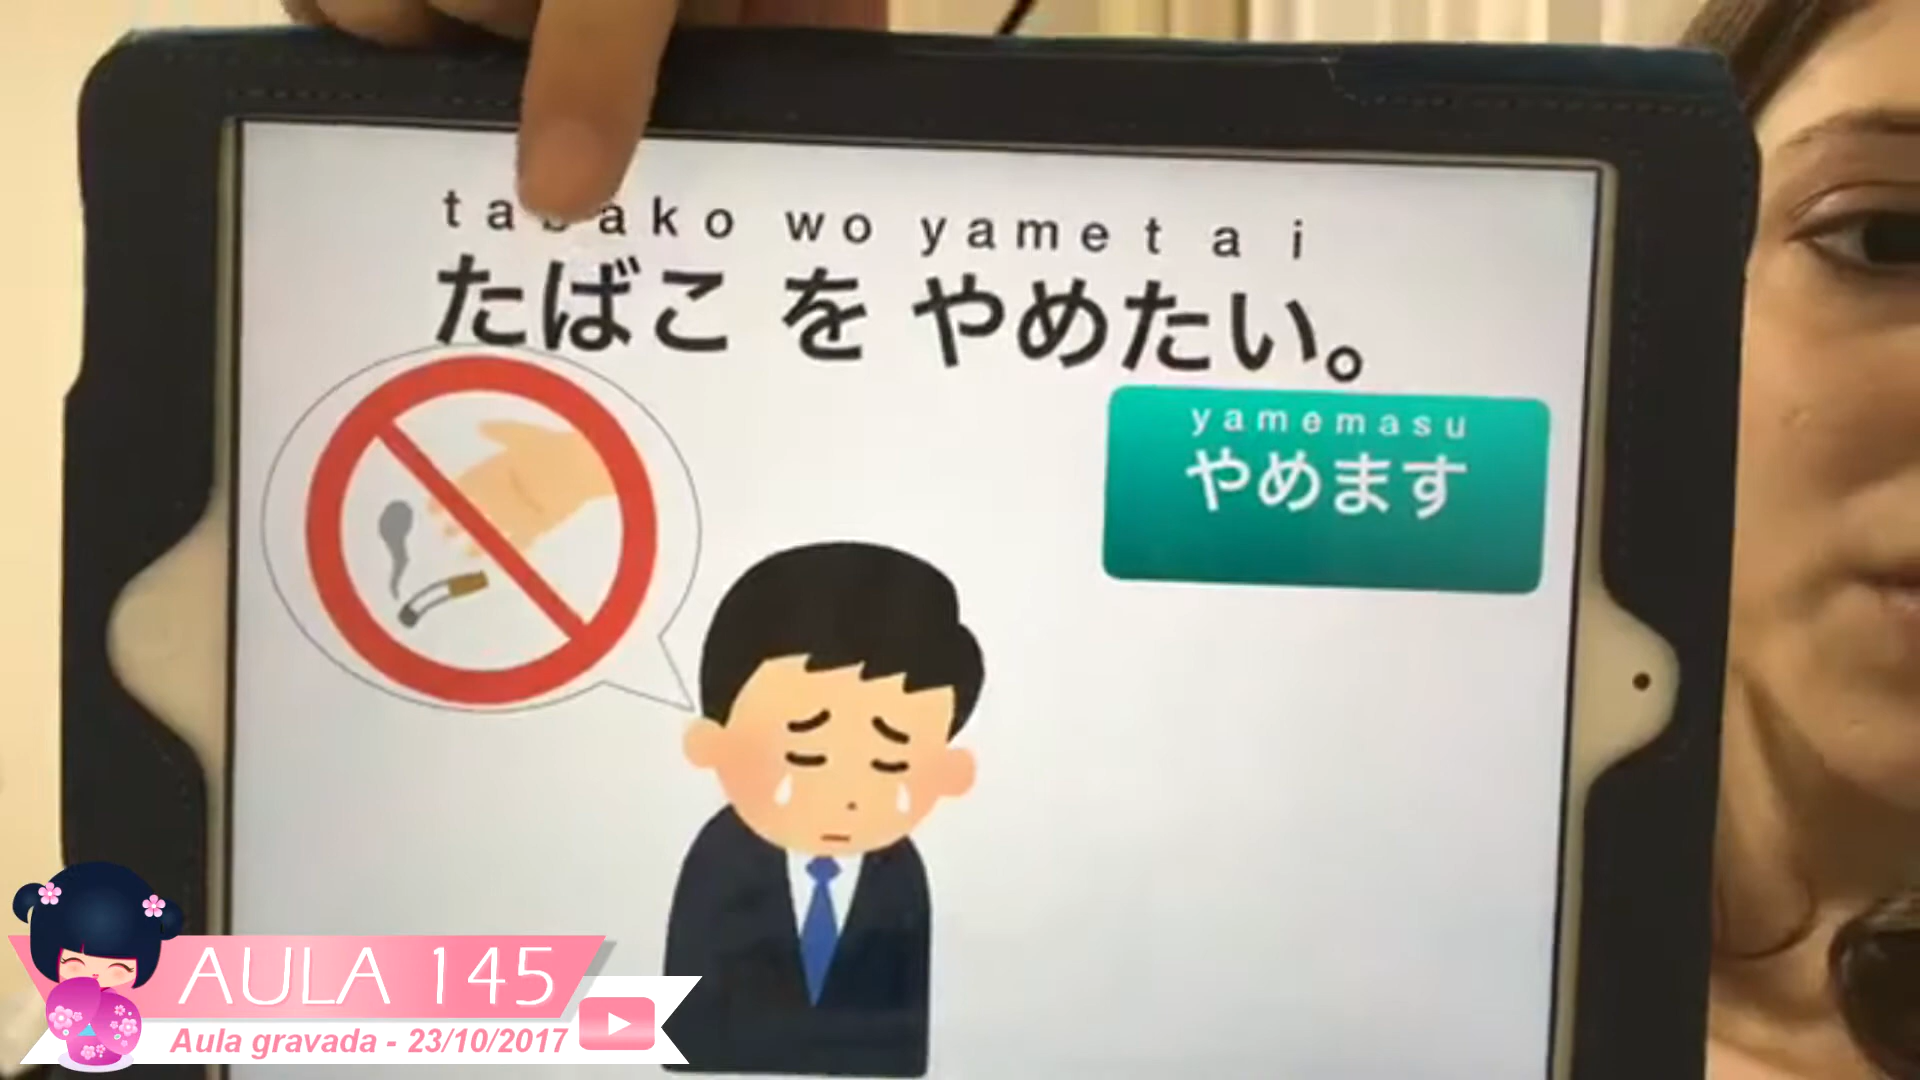 tabako wo yametai
たばこ を やめたい。
yamemasu
やめます
AULA 145
Aula gravada - 23/10/2017